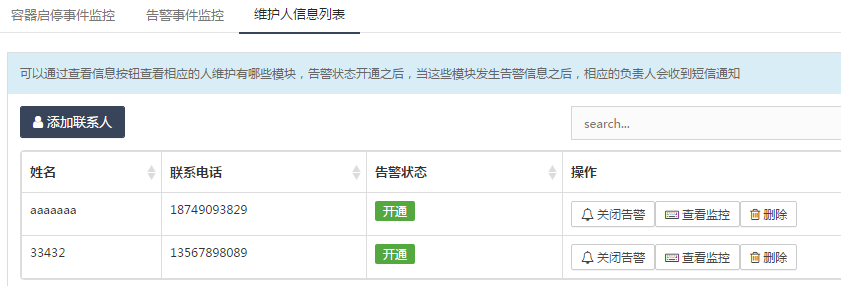 容器启停事件监控 告警事件监控 维护人信息列表
可以通过查看信息按钮查看相应的人维护有哪些模块，告警状态开通之后，当这些模块发生告警信息之后，相应的负责人会收到短信通知
添加联系人 search...
姓名 联系电话 告警状态 操作
aaaaaaa 18749093829 开通 关闭告警 查看监控 删除
33432 13567898089 开通 关闭告警 查看监控 删除